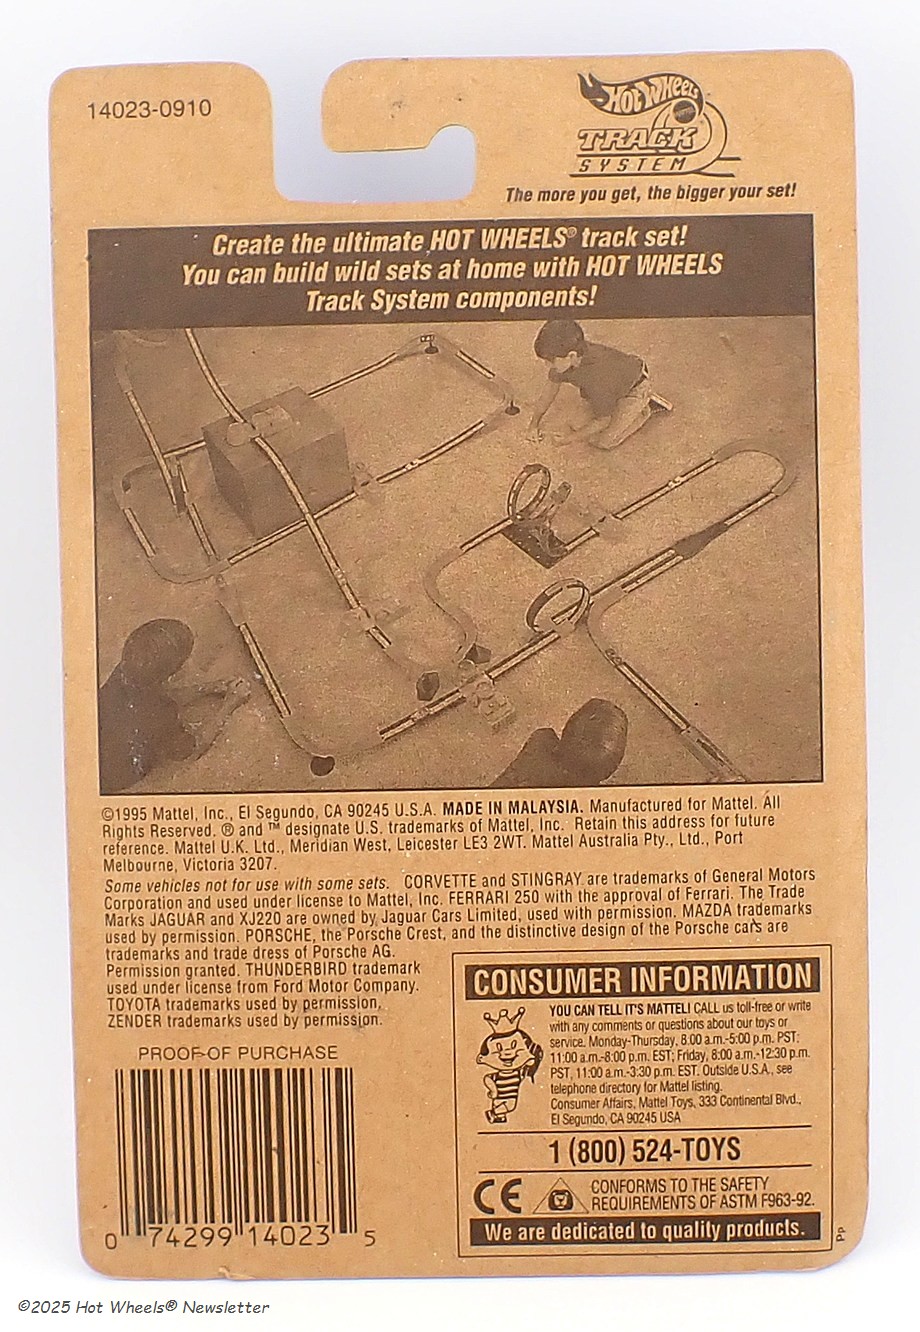 14023-0910
HOT WHEELS
TRACK
SYSTEM
The more you get, the bigger your set!
Create the ultimate HOT WHEELS® track set!
You can build wild sets at home with HOT WHEELS
Track System components!
©1995 Mattel, Inc., El Segundo, CA 90245 U.S.A. MADE IN MALAYSIA. Manufactured for Mattel. All
Rights Reserved. ® and ™ designate U.S. trademarks of Mattel, Inc. Retain this address for future
reference. Mattel U.K. Ltd., Meridian West, Leicester LE3 2WT. Mattel Australia Pty., Ltd., Port
Melbourne, Victoria 3207.
Some vehicles not for use with some sets. CORVETTE and STINGRAY are trademarks of General Motors
Corporation and used under license to Mattel, Inc. FERRARI 250 with the approval of Ferrari. The Trade
Marks JAGUAR and XJ220 are owned by Jaguar Cars Limited, used with permission. MAZDA trademarks
used by permission. PORSCHE, the Porsche Crest, and the distinctive design of the Porsche cars are
trademarks and trade dress of Porsche AG.
Permission granted. THUNDERBIRD trademark
used under license from Ford Motor Company.
TOYOTA trademarks used by permission.
ZENDER trademarks used by permission.
PROOF OF PURCHASE
0 74299 14023 5
CONSUMER INFORMATION
YOU CAN TELL IT'S MATTEL! CALL us toll-free or write
with any comments or questions about our toys or
service. Monday-Thursday, 8:00 a.m.-5:00 p.m. PST:
11:00 a.m.-8:00 p.m. EST; Friday, 8:00 a.m.-12:30 p.m.
PST, 11:00 a.m.-3:30 p.m. EST. Outside U.S.A., see
telephone directory for Mattel listing.
Consumer Affairs, Mattel Toys, 333 Continental Blvd.,
El Segundo, CA 90245 USA
1 (800) 524-TOYS
CE
CONFORMS TO THE SAFETY
REQUIREMENTS OF ASTM F963-92.
We are dedicated to quality products.
Pp
©2025 Hot Wheels® Newsletter